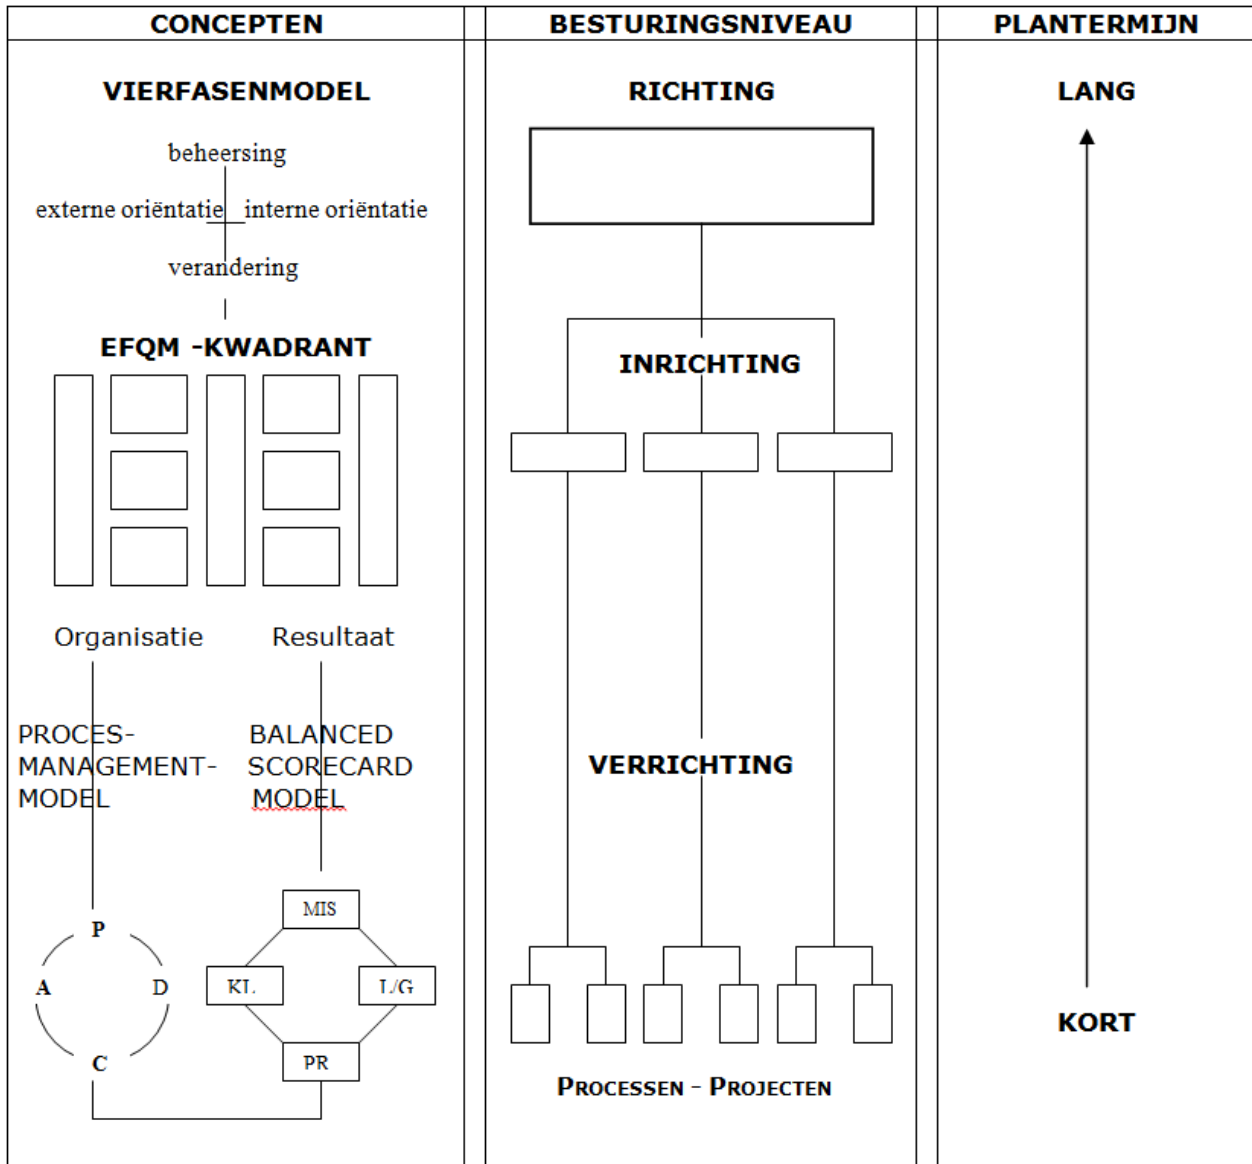 CONCEPTEN
BESTURINGSNIVEAU
PLANTERMIJN
VIERFASENMODEL
beheersing
externe oriëntatie interne oriëntatie
verandering
EFQM -KWADRANT
Organisatie Resultaat
PROCES-
MANAGEMENT-
MODEL
BALANCED
SCORECARD
MODEL
P
A D
C
MIS
KL L/G
PR
RICHTING
INRICHTING
VERRICHTING
PROCESSEN - PROJECTEN
LANG
KORT